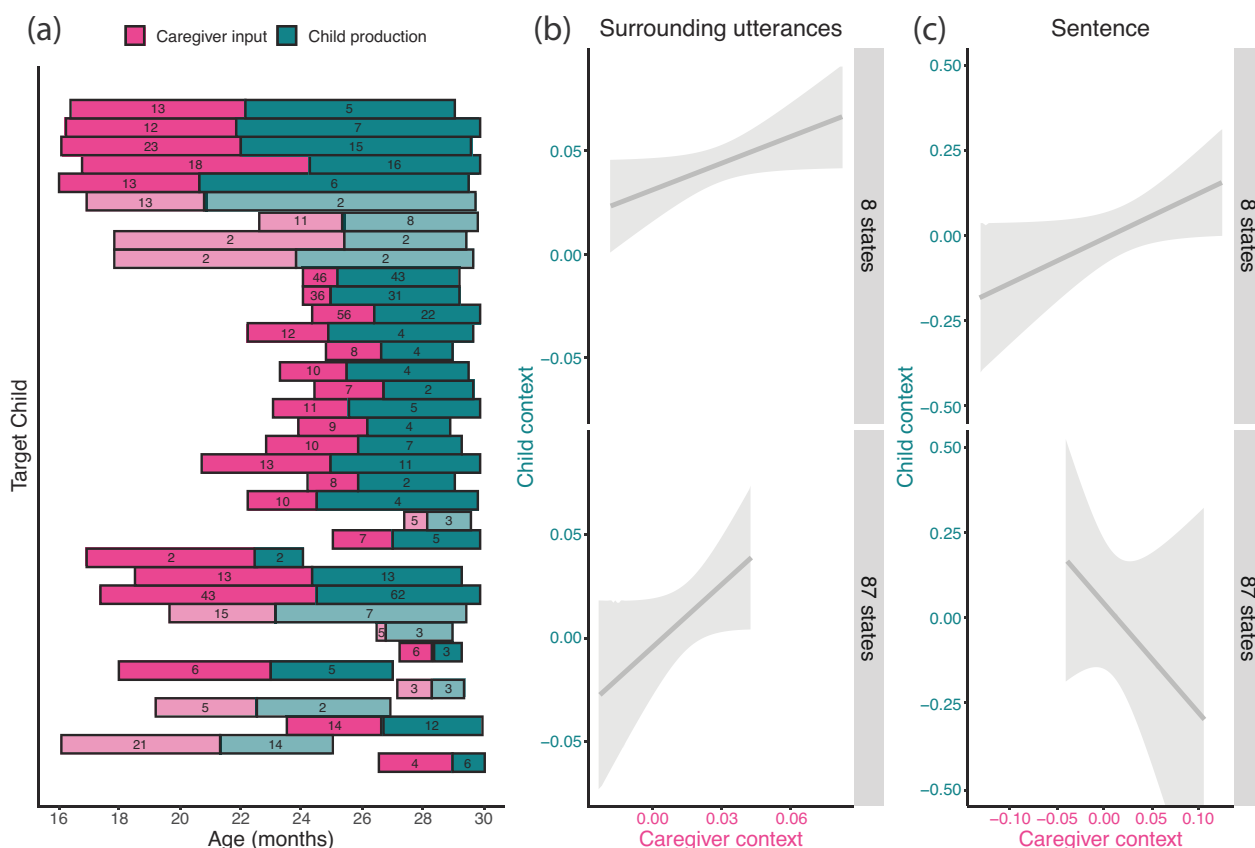 (a)
Caregiver input
Child production
Target Child
13 5
12 7
23 15
18 16
13 6
13 2
11 8
2 2
2 2
46 43
36 31
56 22
12 4
8 4
10 4
7 2
11 5
9 4
10 7
13 11
8 2
10 4
5 3
7 5
2 2
13 13
43 62
15 7
5 3
6 3
6 5
3 3
5 2
14 12
21 14
4 6
16 18 20 22 24 26 28 30
Age (months)
(b)
Surrounding utterances
Child context
0.05
0.00
−0.05
8 states
0.05
0.00
−0.05
87 states
0.00 0.03 0.06
Caregiver context
(c)
Sentence
Child context
0.50
0.25
0.00
−0.25
−0.50
8 states
0.50
0.25
0.00
−0.25
−0.50
87 states
−0.10 −0.05 0.00 0.05 0.10
Caregiver context